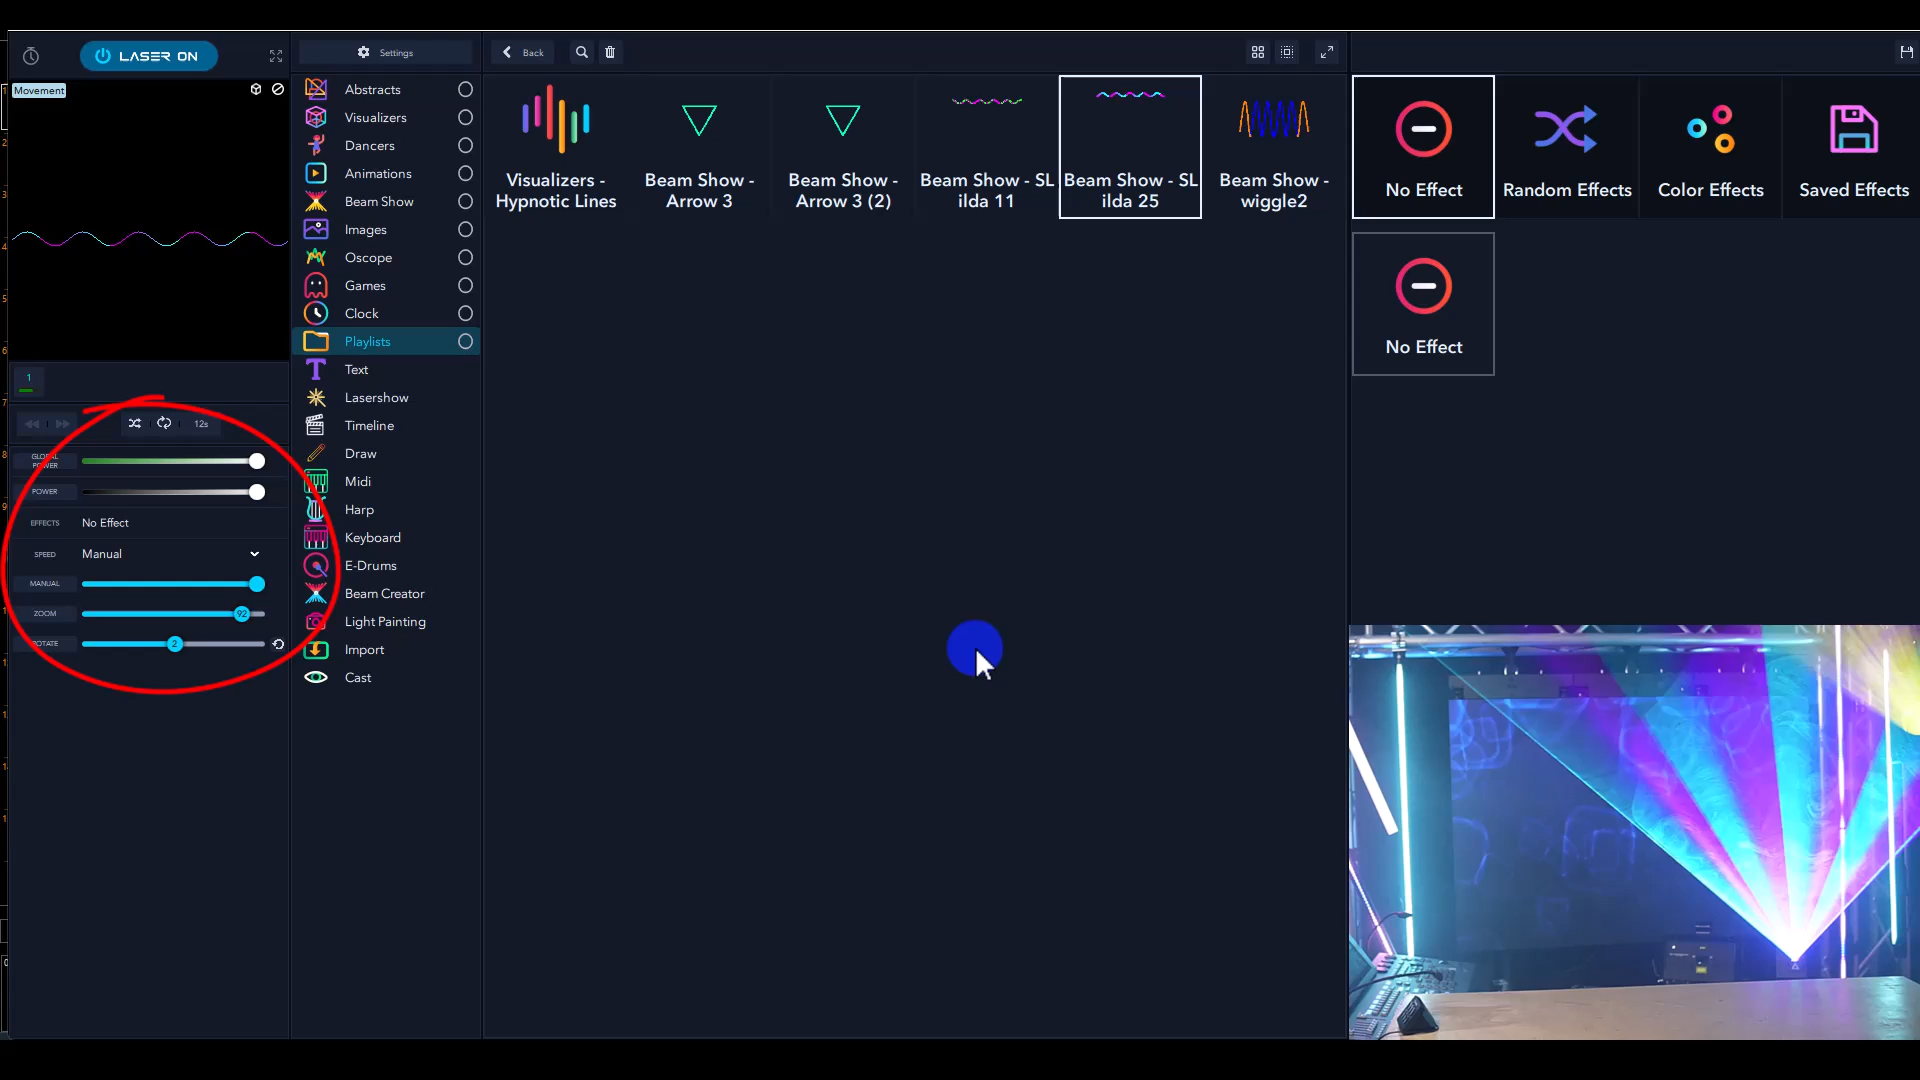 LASER ON
Settings
Back
Movement
1
12s
GLOBAL
POWER
POWER
EFFECTS
No Effect
SPEED
Manual
MANUAL
ZOOM
92
ROTATE
2
Abstracts
Visualizers
Dancers
Animations
Beam Show
Images
Oscope
Games
Clock
Playlists
Text
Lasershow
Timeline
Draw
Midi
Harp
Keyboard
E-Drums
Beam Creator
Light Painting
Import
Cast
Visualizers -
Hypnotic Lines
Beam Show -
Arrow 3
Beam Show -
Arrow 3 (2)
Beam Show - SL
ilda 11
Beam Show - SL
ilda 25
Beam Show -
wiggle2
No Effect
Random Effects
Color Effects
Saved Effects
No Effect